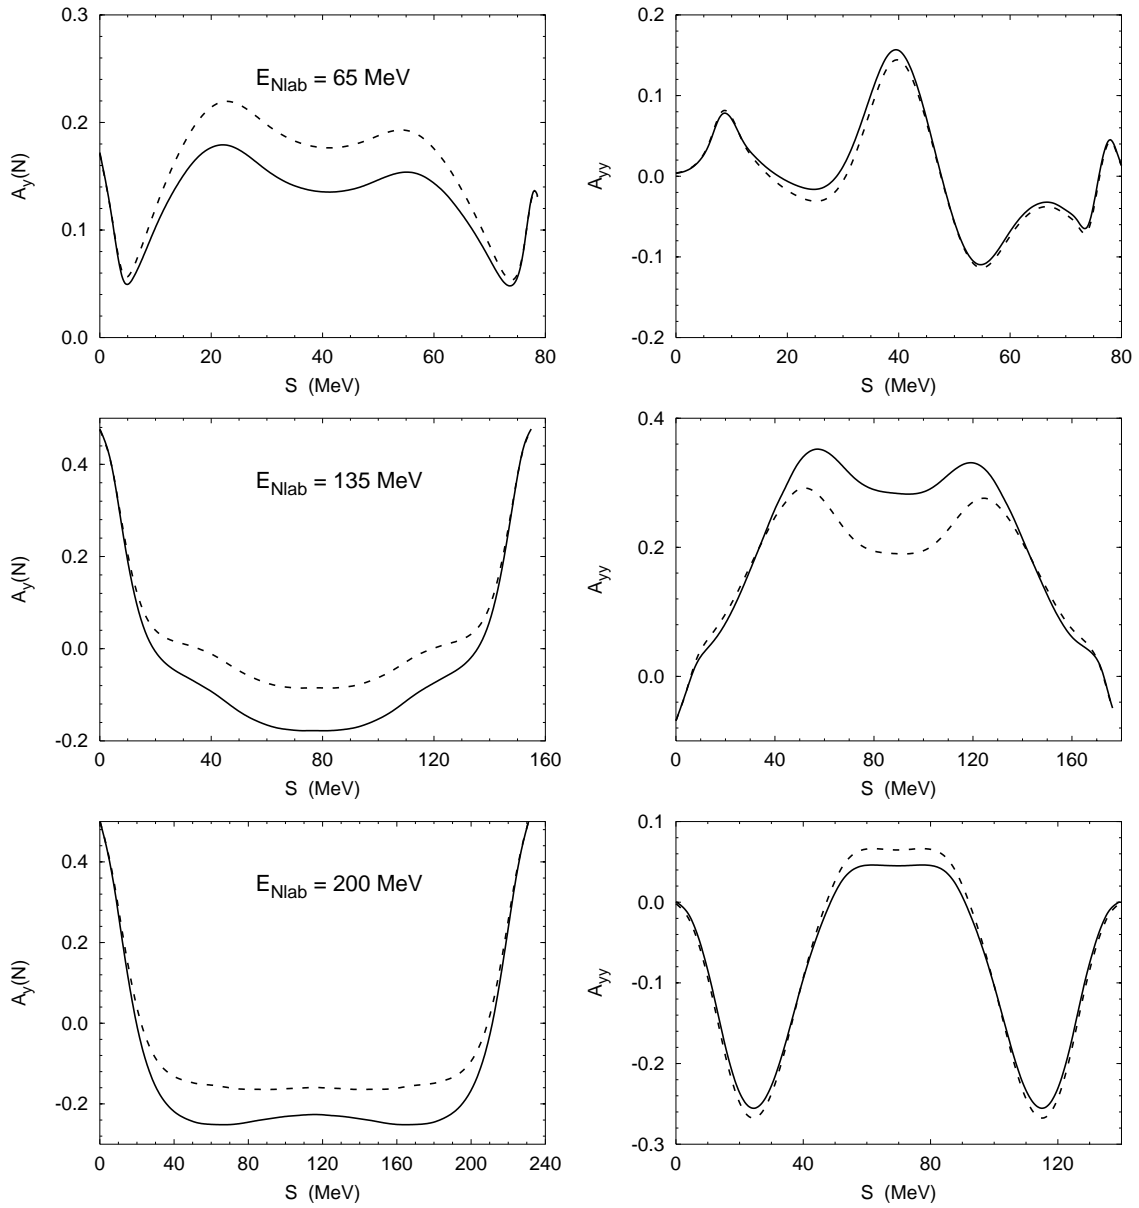 0.3
0.2
0.1
0.0
A_y(N)
E_Nlab = 65 MeV
0 20 40 60 80
S (MeV)
0.2
0.1
0.0
-0.1
-0.2
A_yy
0 20 40 60 80
S (MeV)
0.4
0.2
0.0
-0.2
A_y(N)
E_Nlab = 135 MeV
0 40 80 120 160
S (MeV)
0.4
0.2
0.0
A_yy
0 40 80 120 160
S (MeV)
0.4
0.2
0.0
-0.2
A_y(N)
E_Nlab = 200 MeV
0 40 80 120 160 200 240
S (MeV)
0.1
0.0
-0.1
-0.2
-0.3
A_yy
0 40 80 120
S (MeV)